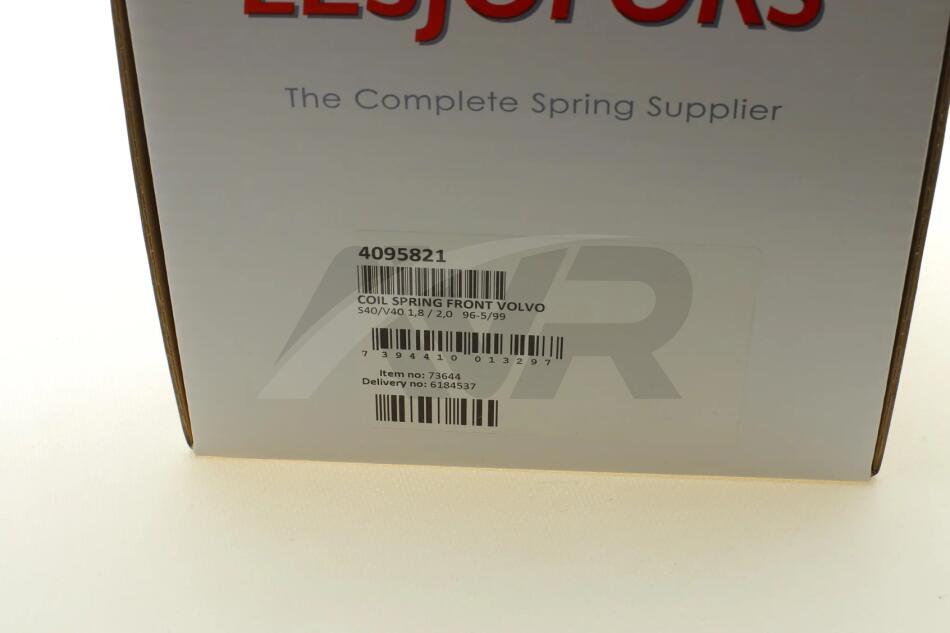 LESJÖFORS
The Complete Spring Supplier
4095821
COIL SPRING FRONT VOLVO
S40/V40 1,8 / 2,0 96-5/99
7 394410 013297
Item no: 73644
Delivery no: 6184537